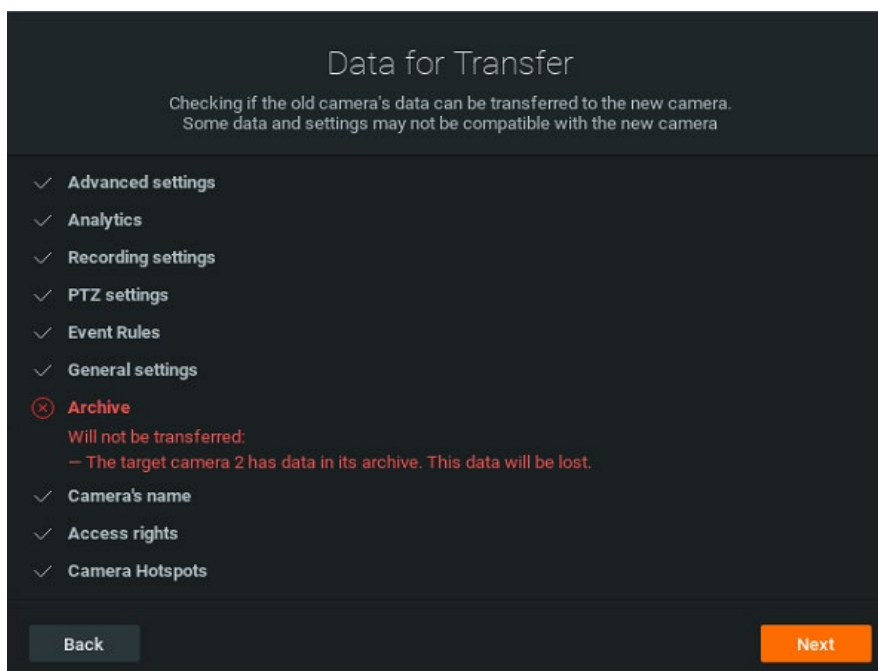 Data for Transfer
Checking if the old camera's data can be transferred to the new camera.
Some data and settings may not be compatible with the new camera
Advanced settings
Analytics
Recording settings
PTZ settings
Event Rules
General settings
Archive
Will not be transferred:
— The target camera 2 has data in its archive. This data will be lost.
Camera's name
Access rights
Camera Hotspots
Back
Next